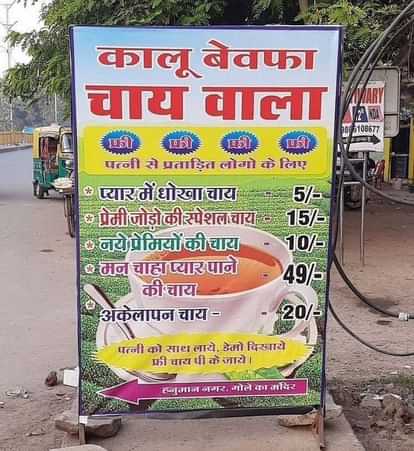 कालू बेवफा
चाय वाला
फ्री फ्री फ्री फ्री
पत्नी से प्रताड़ित लोगो के लिए
* प्यार में धोखा चाय - 5/-
* प्रेमी जोड़ो की स्पेशल चाय - 15/-
* नये प्रेमियों की चाय - 10/-
* मन चाहा प्यार पाने
की चाय - 49/-
* अकेलापन चाय - 20/-
पत्नी को साथ लाये, डेमो दिखाये
फ्री चाय पी के जाये।
हनुमान नगर, गोले का मंदिर